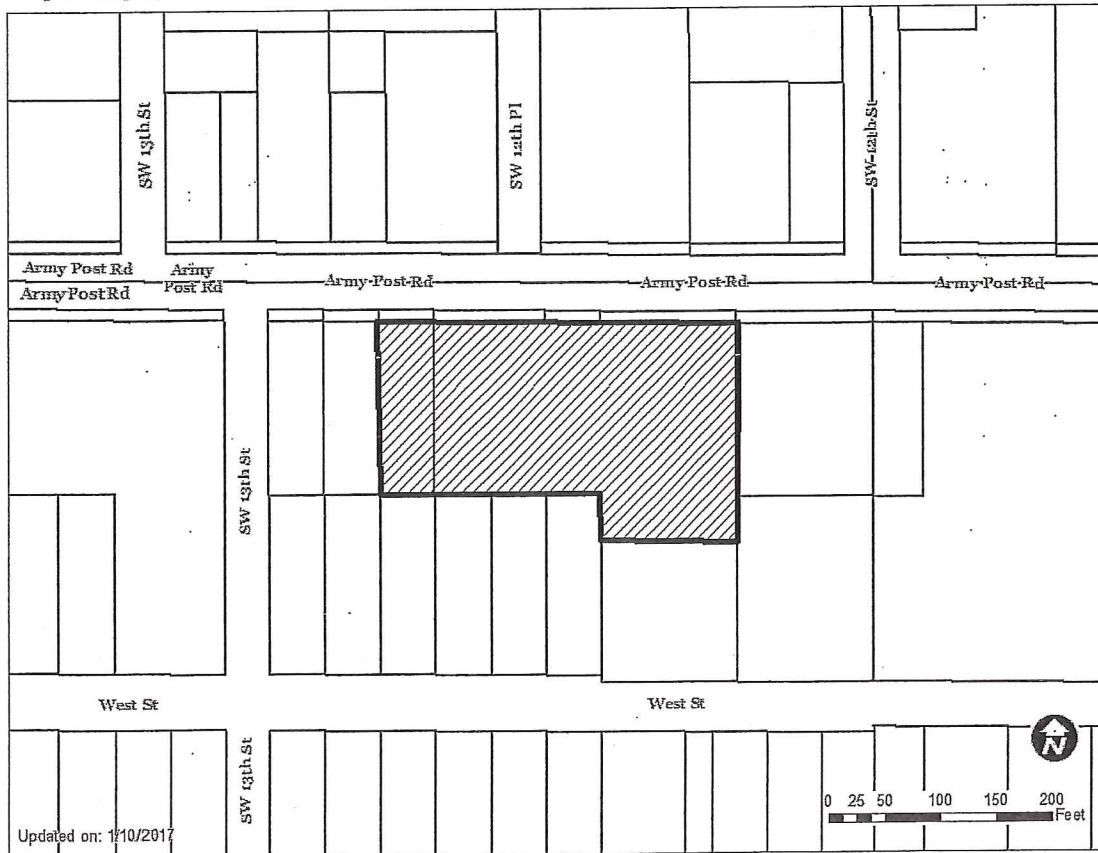 SW 13th St
SW 12th Pl
SW 12th St
Army Post Rd
Army Post Rd
Army
Post Rd
Army Post Rd
Army Post Rd
Army Post Rd
SW 13th St
West St
West St
SW 13th St
N
0 25 50 100 150 200
Feet
Updated on: 1/10/2017